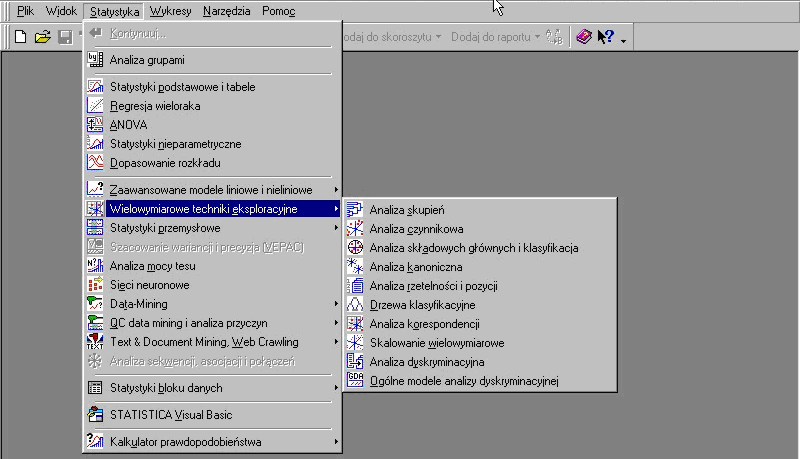 Plik Widok Statystyka Wykresy Narzędzia Pomoc
Kontynuuj...
odaj do skoroszytu Dodaj do raportu
Analiza grupami
Statystyki podstawowe i tabele
Regresja wieloraka
ANOVA
Statystyki nieparametryczne
Dopasowanie rozkładu
Zaawansowane modele liniowe i nieliniowe
Wielowymiarowe techniki eksploracyjne
Statystyki przemysłowe
Szacowanie wariancji i precyzja (VEPAC)
Analiza mocy tesu
Sieci neuronowe
Data-Mining
QC data mining i analiza przyczyn
Text & Document Mining, Web Crawling
Analiza sekwencji, asocjacji i połączeń
Statystyki bloku danych
STATISTICA Visual Basic
Kalkulator prawdopodobieństwa
Analiza skupień
Analiza czynnikowa
Analiza składowych głównych i klasyfikacja
Analiza kanoniczna
Analiza rzetelności i pozycji
Drzewa klasyfikacyjne
Analiza korespondencji
Skalowanie wielowymiarowe
Analiza dyskryminacyjna
GDA Ogólne modele analizy dyskryminacyjnej